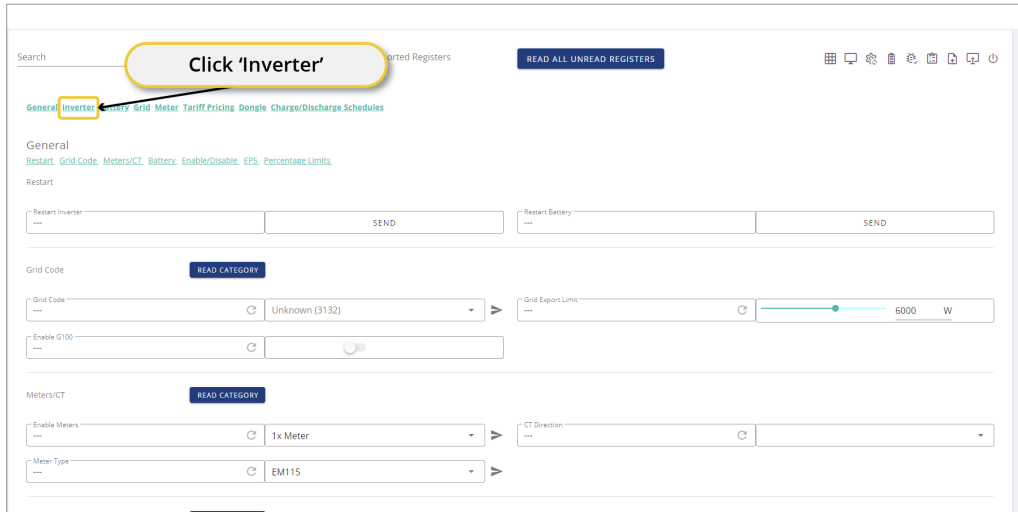 Search
Click ‘Inverter’
orted Registers
READ ALL UNREAD REGISTERS
General Inverter Battery Grid Meter Tariff Pricing Dongle Charge/Discharge Schedules
General
Restart Grid Code Meters/CT Battery Enable/Disable EPS Percentage Limits
Restart
Restart Inverter
---
SEND
Restart Battery
---
SEND
Grid Code
READ CATEGORY
Grid Code
---
Unknown (3132)
Grid Export Limit
---
6000 W
Enable G100
---
Meters/CT
READ CATEGORY
Enable Meters
---
1x Meter
CT Direction
---
Meter Type
---
EM115